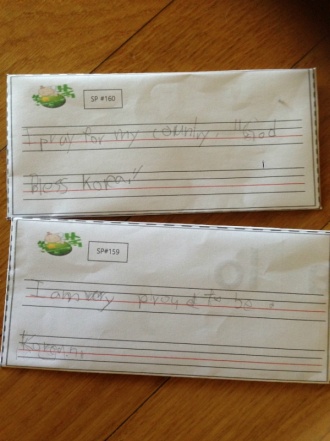 SP #160
I pray for my country. "God
Bless Korea."
SP#159
I am very proud to be
Korean.